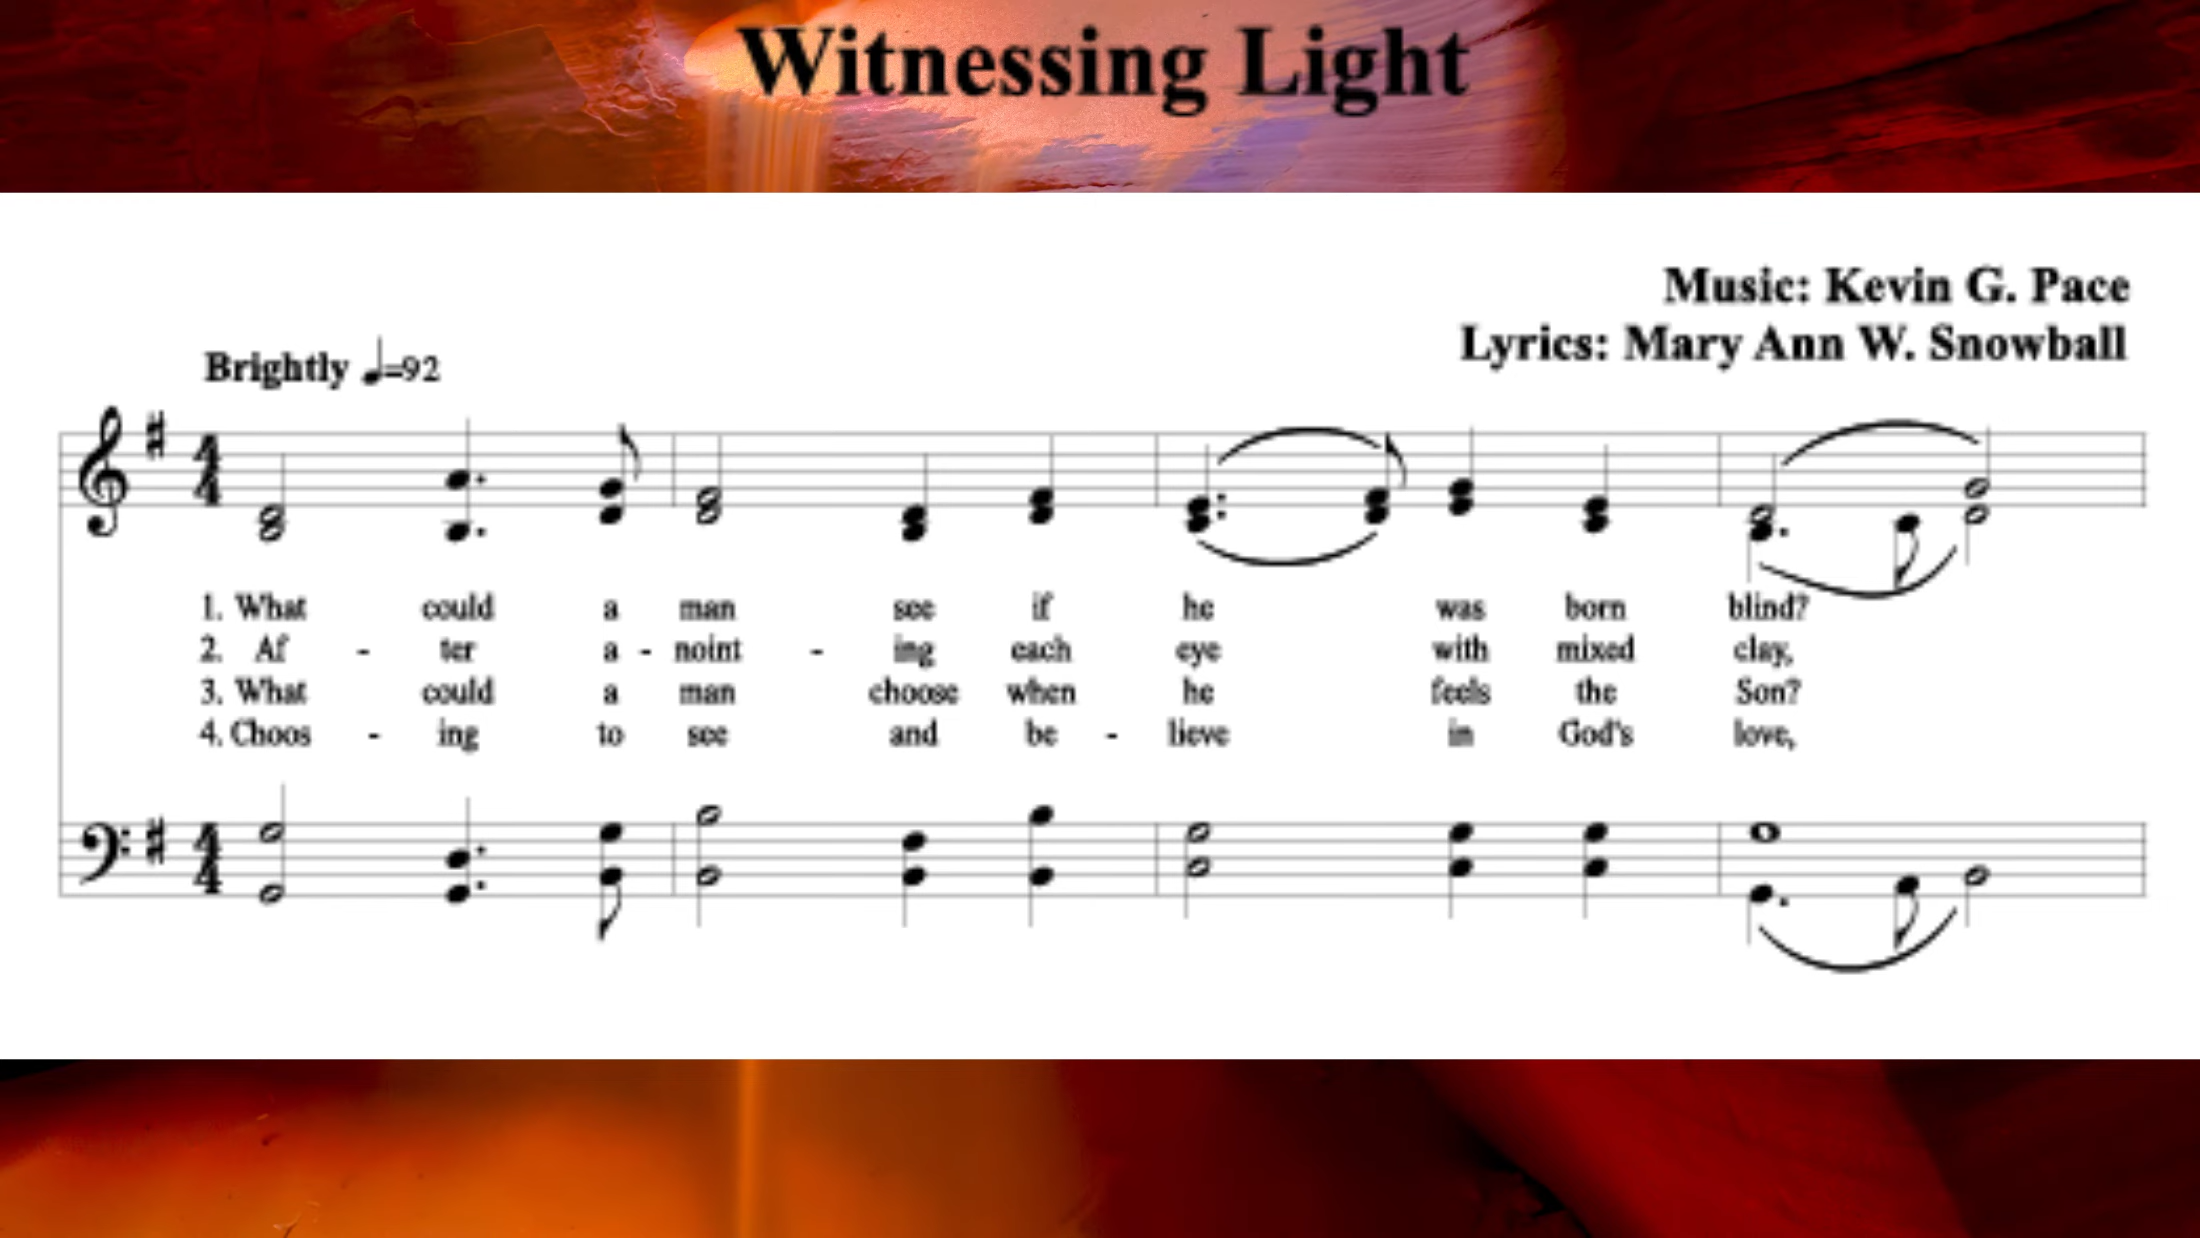 Witnessing Light
Music: Kevin G. Pace
Lyrics: Mary Ann W. Snowball
Brightly ♩=92
1. What could a man see if he was born blind?
2. Af - ter a - noint - ing each eye with mixed clay,
3. What could a man choose when he feels the Son?
4. Choos - ing to see and be - lieve in God's love,